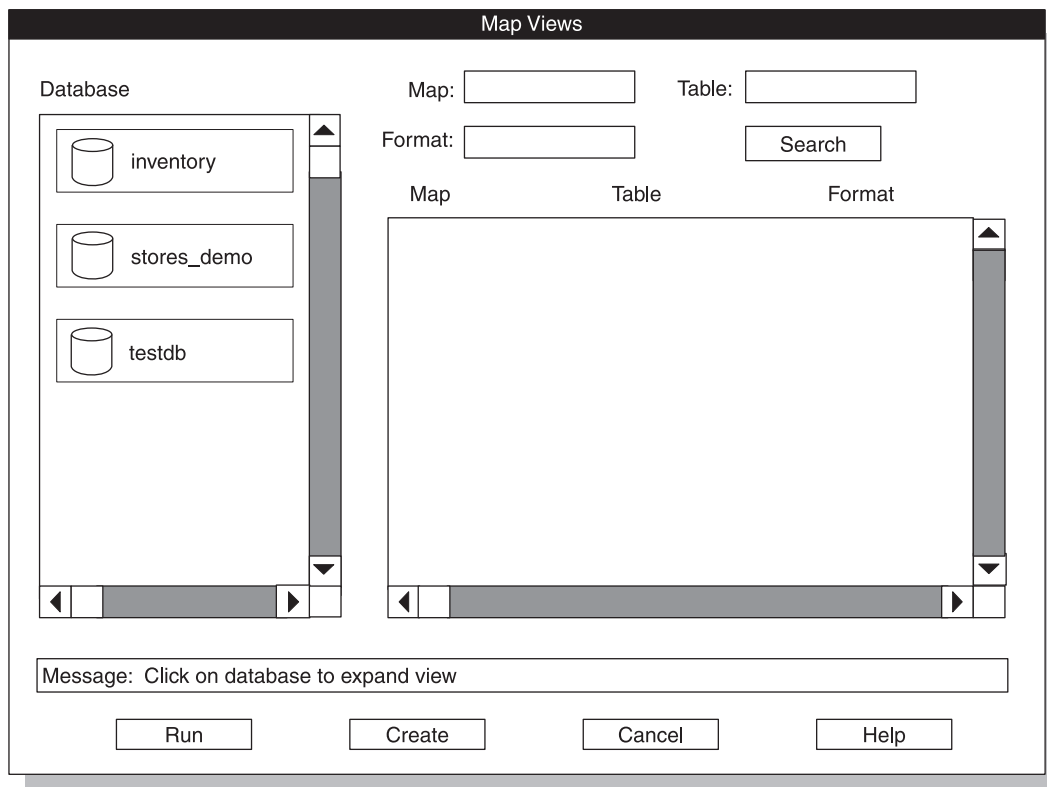 Map Views
Database
Map:
Table:
Format:
Search
Map Table Format
inventory
stores_demo
testdb
Message: Click on database to expand view
Run Create Cancel Help